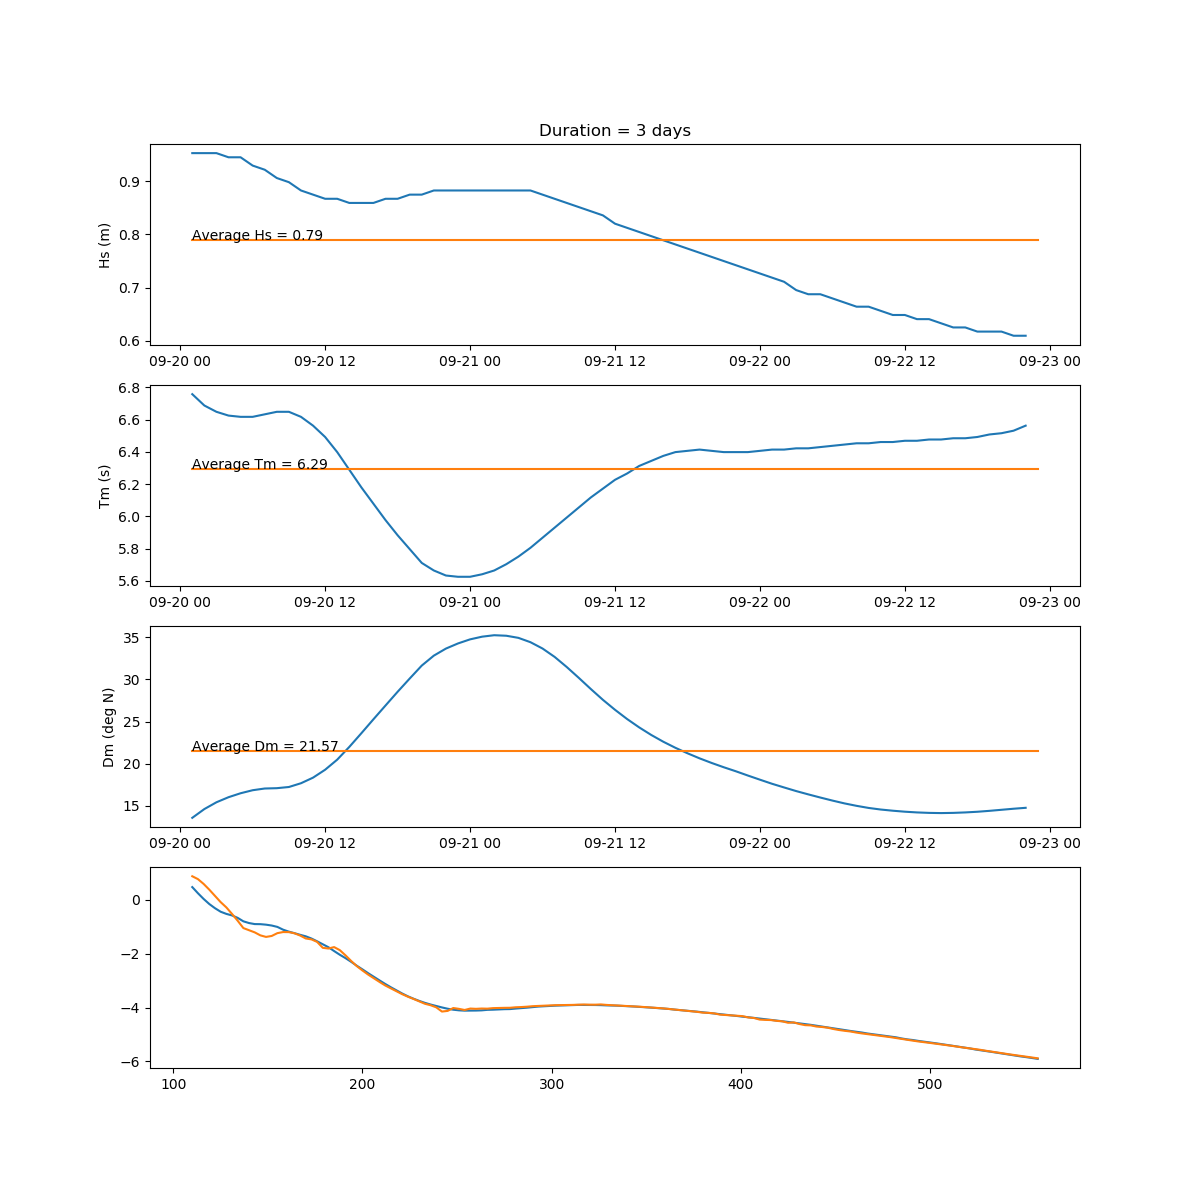 Duration = 3 days
Hs (m)
0.9
0.8
0.7
0.6
Average Hs = 0.79
09-20 00 09-20 12 09-21 00 09-21 12 09-22 00 09-22 12 09-23 00
Tm (s)
6.8
6.6
6.4
6.2
6.0
5.8
5.6
Average Tm = 6.29
09-20 00 09-20 12 09-21 00 09-21 12 09-22 00 09-22 12 09-23 00
Dm (deg N)
35
30
25
20
15
Average Dm = 21.57
09-20 00 09-20 12 09-21 00 09-21 12 09-22 00 09-22 12 09-23 00
0
−2
−4
−6
100 200 300 400 500